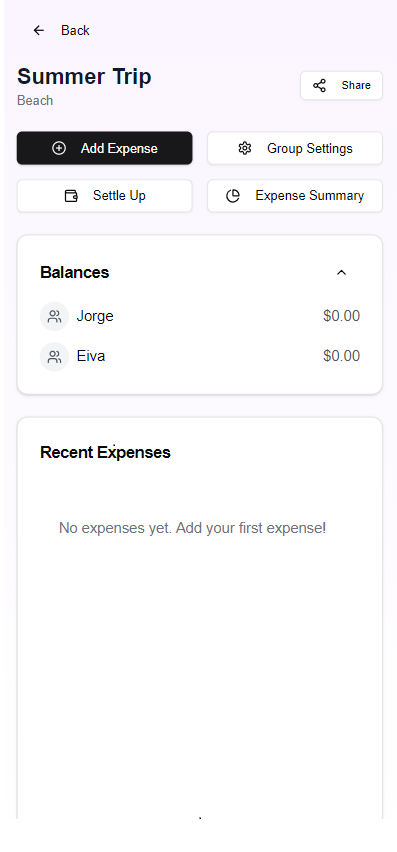 Back
Summer Trip
Share
Beach
Add Expense
Group Settings
Settle Up
Expense Summary
Balances
Jorge $0.00
Eiva $0.00
Recent Expenses
No expenses yet. Add your first expense!